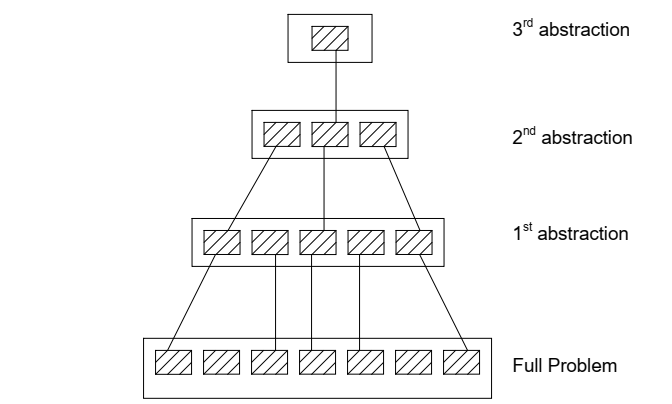 3rd abstraction
2nd abstraction
1st abstraction
Full Problem